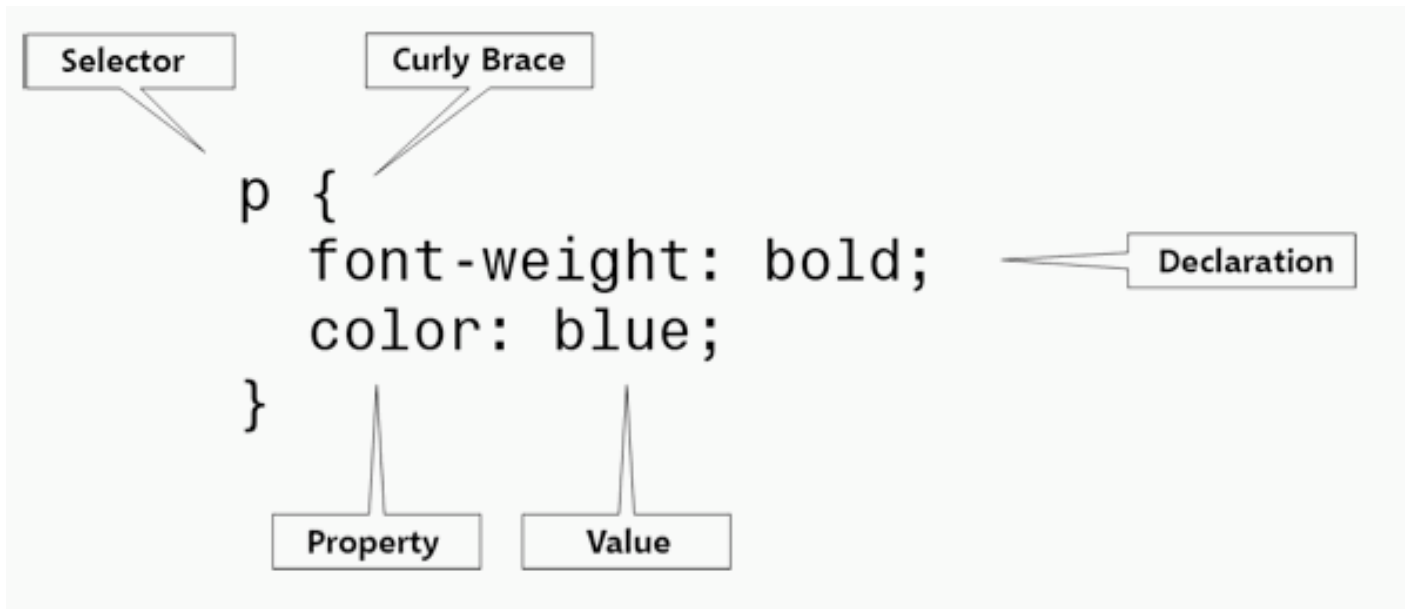 Selector
Curly Brace
p {
font-weight: bold;
Declaration
color: blue;
}
Property
Value